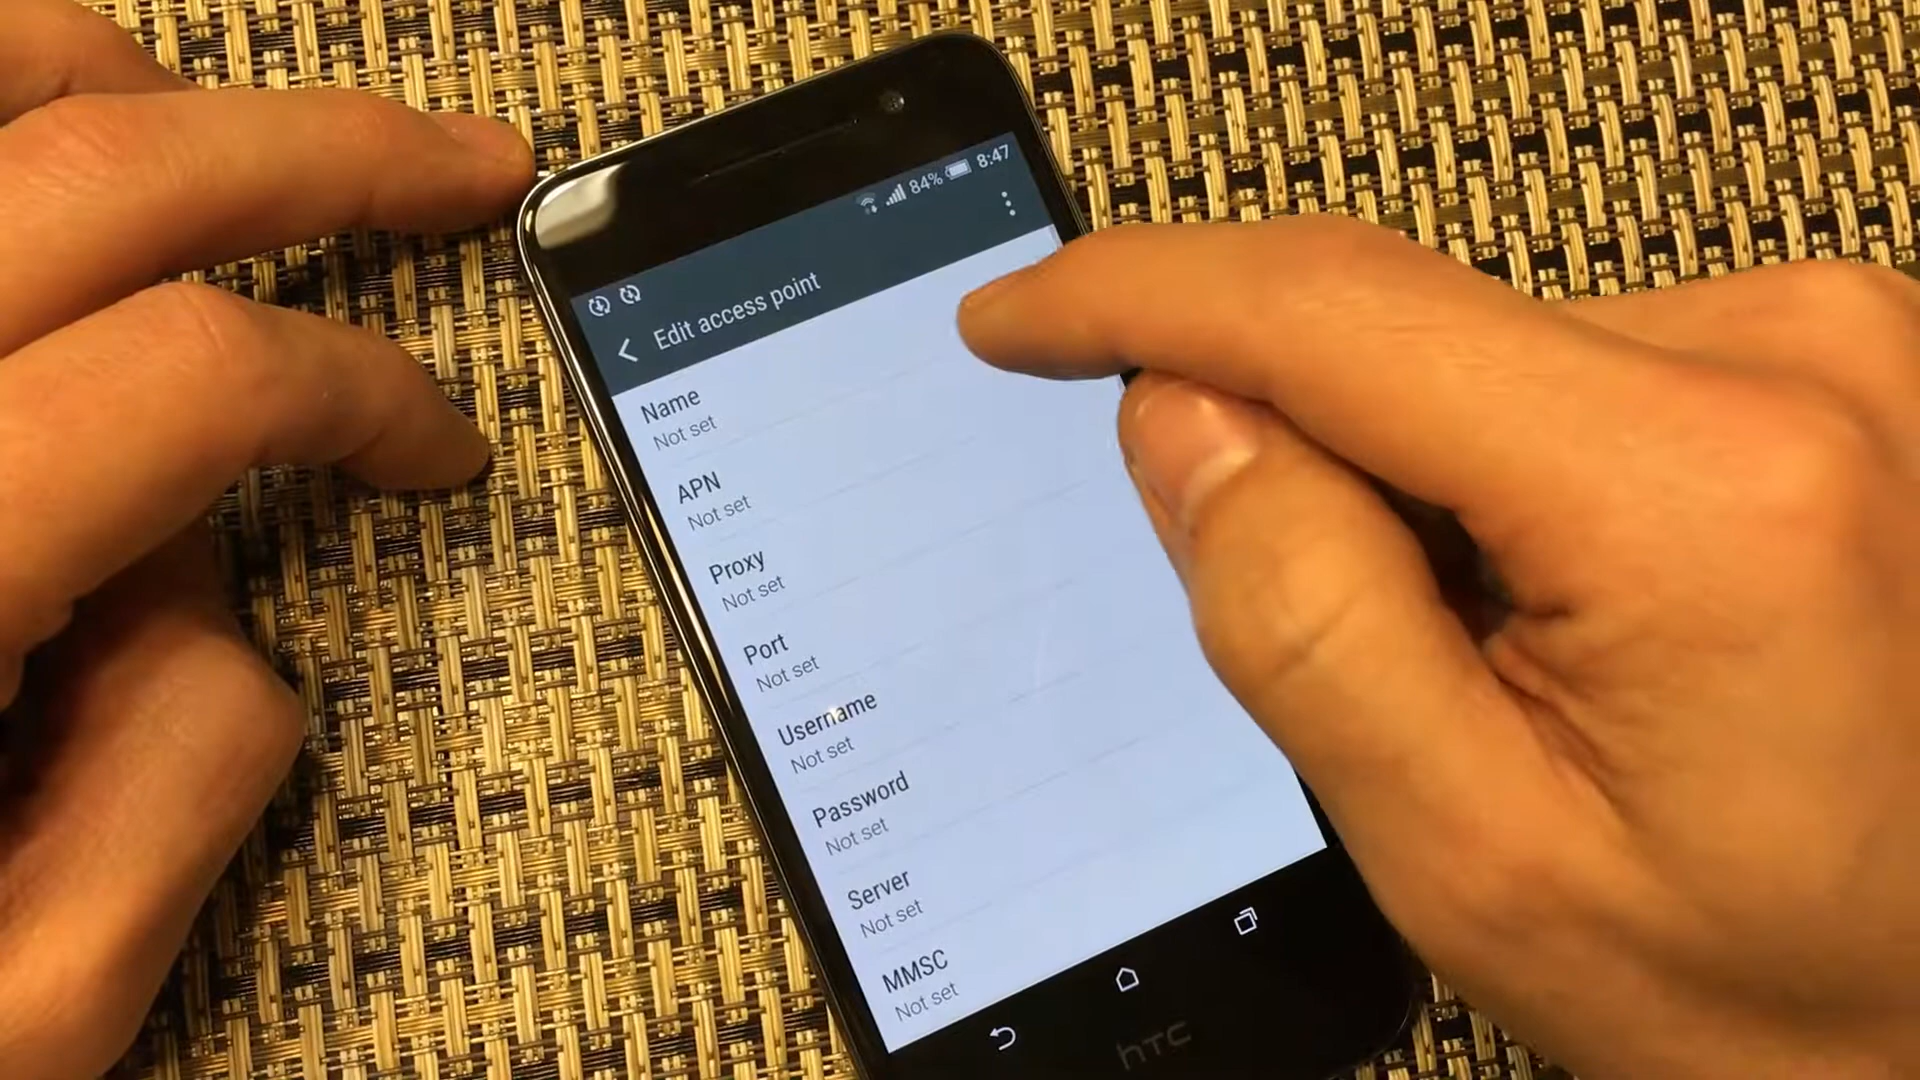 84% 8:47
Edit access point
Name
Not set
APN
Not set
Proxy
Not set
Port
Not set
Username
Not set
Password
Not set
Server
Not set
MMSC
Not set
hTC